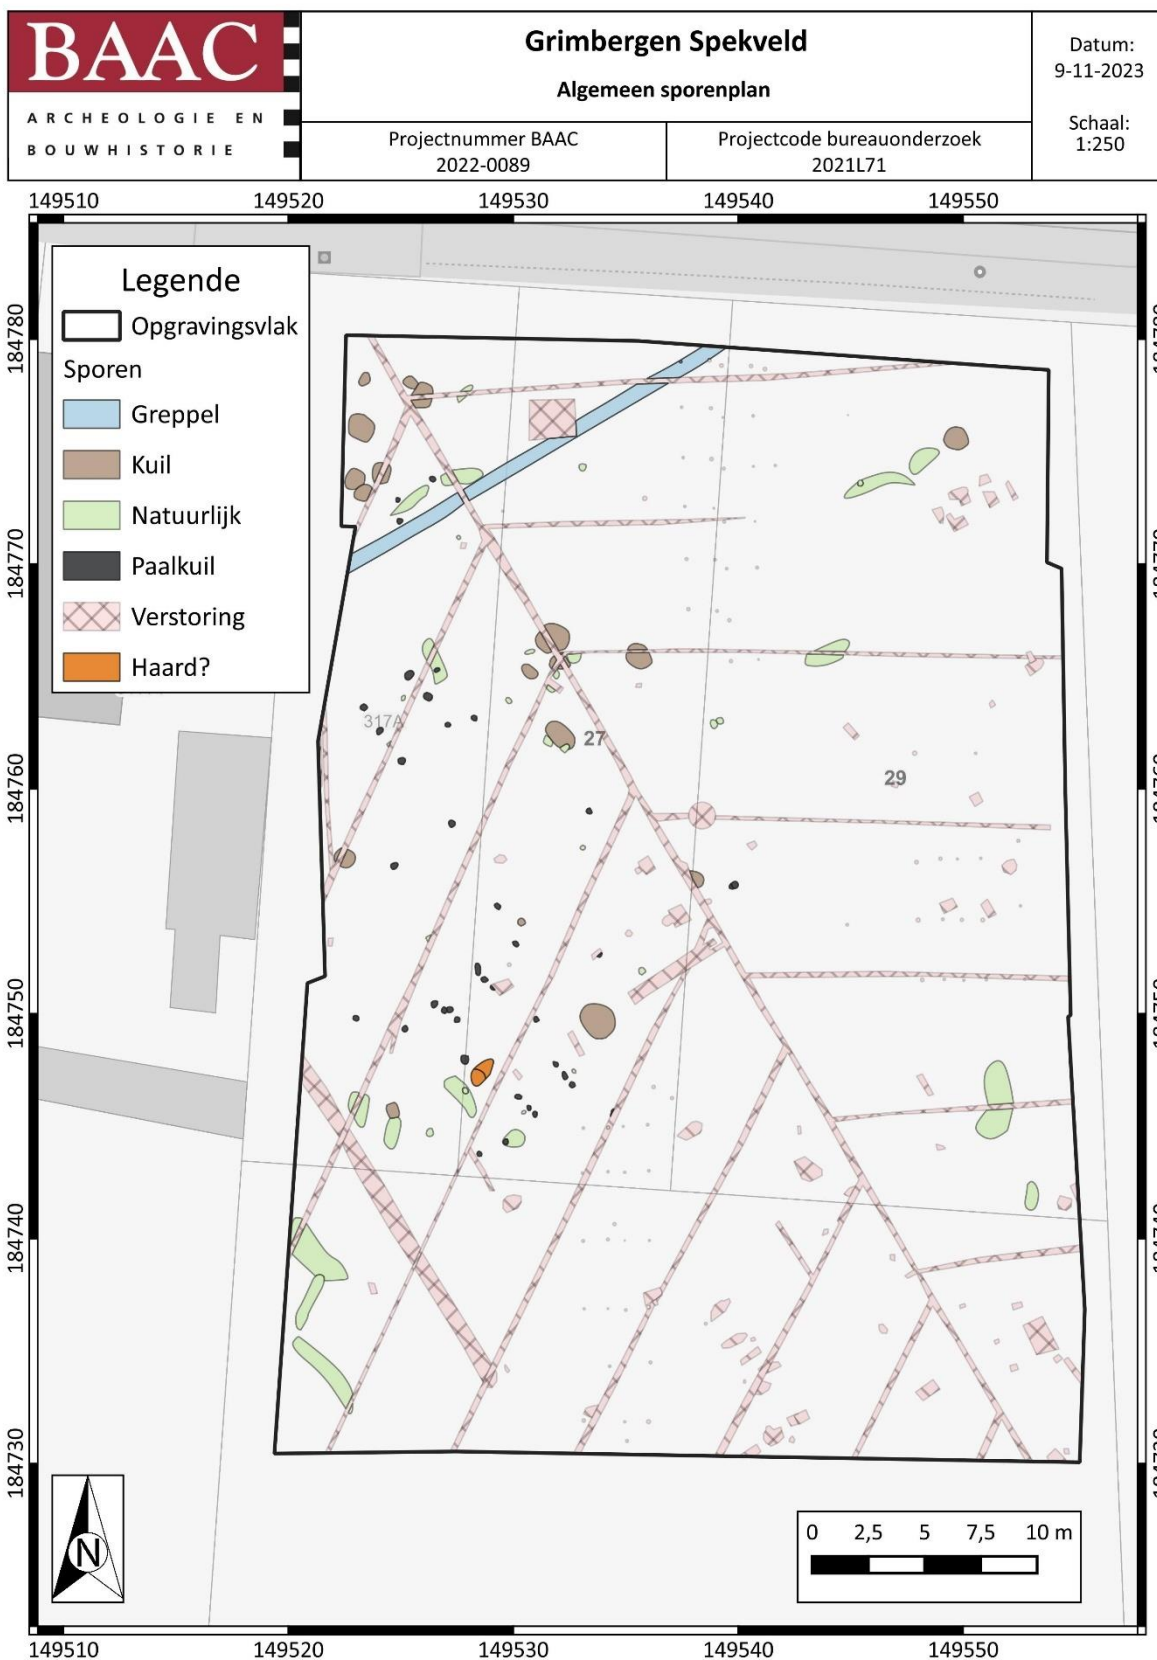 BAAC
ARCHEOLOGIE EN
BOUWHISTORIE
Grimbergen Spekveld
Algemeen sporenplan
Projectnummer BAAC
2022-0089
Projectcode bureauonderzoek
2021L71
Datum:
9-11-2023
Schaal:
1:250
149510 149520 149530 149540 149550
Legende
Opgravingsvlak
Sporen
Greppel
Kuil
Natuurlijk
Paalkuil
Verstoring
Haard?
184780
184770
184760
184750
184740
184730
317A
27
29
N
0 2,5 5 7,5 10 m
149510 149520 149530 149540 149550